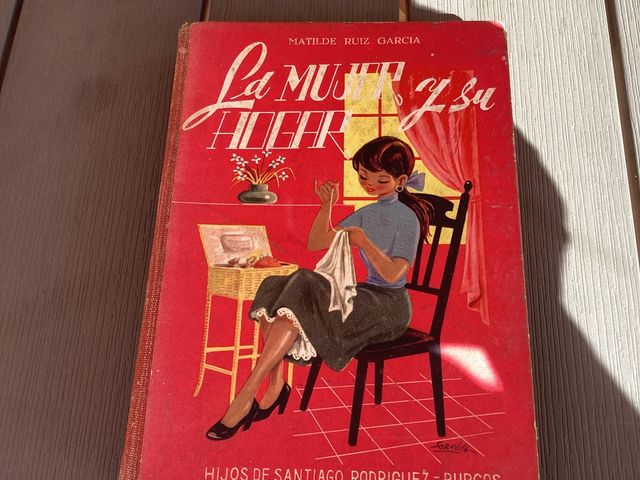 MATILDE RUIZ GARCIA
La MUJER y su
HOGAR
HIJOS DE SANTIAGO RODRIGUEZ - BURGOS